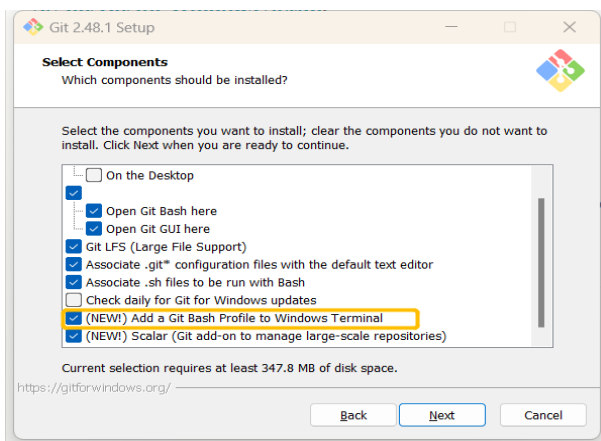 Git 2.48.1 Setup
Select Components
Which components should be installed?
Select the components you want to install; clear the components you do not want to
install. Click Next when you are ready to continue.
On the Desktop
Open Git Bash here
Open Git GUI here
Git LFS (Large File Support)
Associate .git* configuration files with the default text editor
Associate .sh files to be run with Bash
Check daily for Git for Windows updates
(NEW!) Add a Git Bash Profile to Windows Terminal
(NEW!) Scalar (Git add-on to manage large-scale repositories)
Current selection requires at least 347.8 MB of disk space.
https://gitforwindows.org/
Back Next Cancel